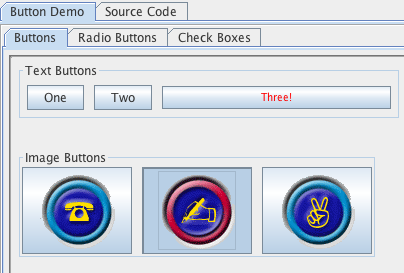 Button Demo Source Code
Buttons Radio Buttons Check Boxes
Text Buttons
One Two Three!
Image Buttons